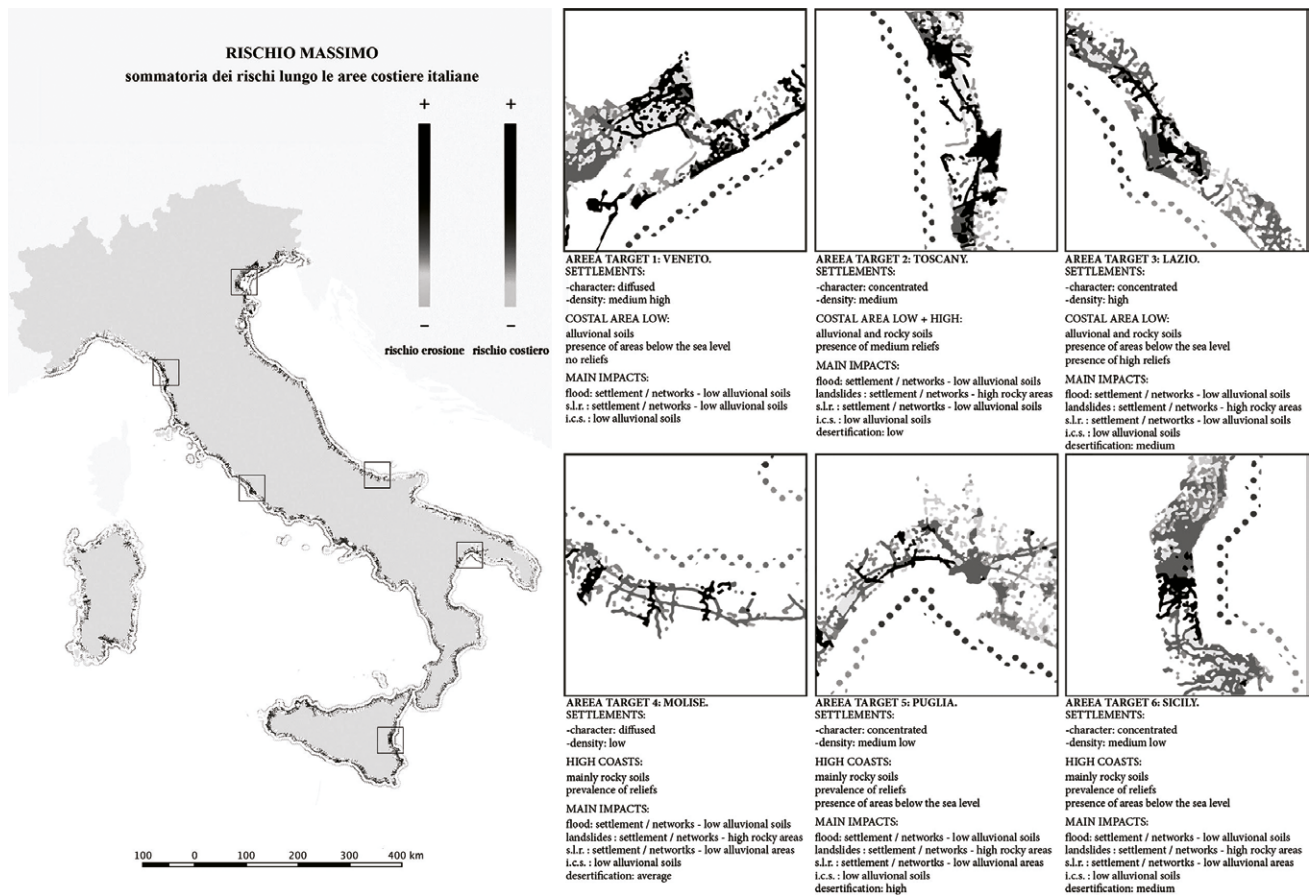 RISCHIO MASSIMO
sommatoria dei rischi lungo le aree costiere italiane
+ +
– –
rischio erosione rischio costiero
100 0 100 200 300 400 km
AREEA TARGET 1: VENETO.
SETTLEMENTS:
-character: diffused
-density: medium high
COSTAL AREA LOW:
alluvional soils
presence of areas below the sea level
no reliefs
MAIN IMPACTS:
flood: settlement / networks - low alluvional soils
s.l.r. : settlement / networks - low alluvional soils
i.c.s. : low alluvional soils
AREEA TARGET 2: TOSCANY.
SETTLEMENTS:
-character: concentrated
-density: medium
COSTAL AREA LOW + HIGH:
alluvional and rocky soils
presence of medium reliefs
MAIN IMPACTS:
flood: settlement / networks - low alluvional soils
landslides : settlement / networks - high rocky areas
s.l.r. : settlement / networtks - low alluvional soils
i.c.s. : low alluvional soils
desertification: low
AREEA TARGET 3: LAZIO.
SETTLEMENTS:
-character: concentrated
-density: high
COSTAL AREA LOW:
alluvional and rocky soils
presence of areas below the sea level
presence of high reliefs
MAIN IMPACTS:
flood: settlement / networks - low alluvional soils
landslides : settlement / networks - high rocky areas
s.l.r. : settlement / networtks - low alluvional soils
i.c.s. : low alluvional soils
desertification: medium
AREEA TARGET 4: MOLISE.
SETTLEMENTS:
-character: diffused
-density: low
HIGH COASTS:
mainly rocky soils
prevalence of reliefs
MAIN IMPACTS:
flood: settlement / networks - low alluvional soils
landslides : settlement / networks - high rocky areas
s.l.r. : settlement / networks - low alluvional areas
i.c.s. : low alluvional soils
desertification: average
AREEA TARGET 5: PUGLIA.
SETTLEMENTS:
-character: concentrated
-density: medium low
HIGH COASTS:
mainly rocky soils
prevalence of reliefs
presence of areas below the sea level
MAIN IMPACTS:
flood: settlement / networks - low alluvional soils
landslides : settlement / networks - high rocky areas
s.l.r. : settlement / networks - low alluvional areas
i.c.s. : low alluvional soils
desertification: high
AREEA TARGET 6: SICILY.
SETTLEMENTS:
-character: concentrated
-density: medium low
HIGH COASTS:
mainly rocky soils
prevalence of reliefs
presence of areas below the sea level
MAIN IMPACTS:
flood: settlement / networks - low alluvional soils
landslides : settlement / networks - high rocky areas
s.l.r. : settlement / networks - low alluvional areas
i.c.s. : low alluvional soils
desertification: medium